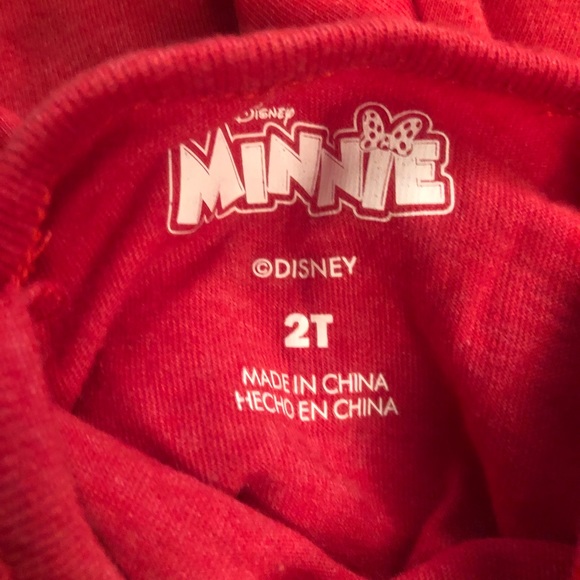 DISNEY
MINNIE
©DISNEY
2T
MADE IN CHINA
HECHO EN CHINA